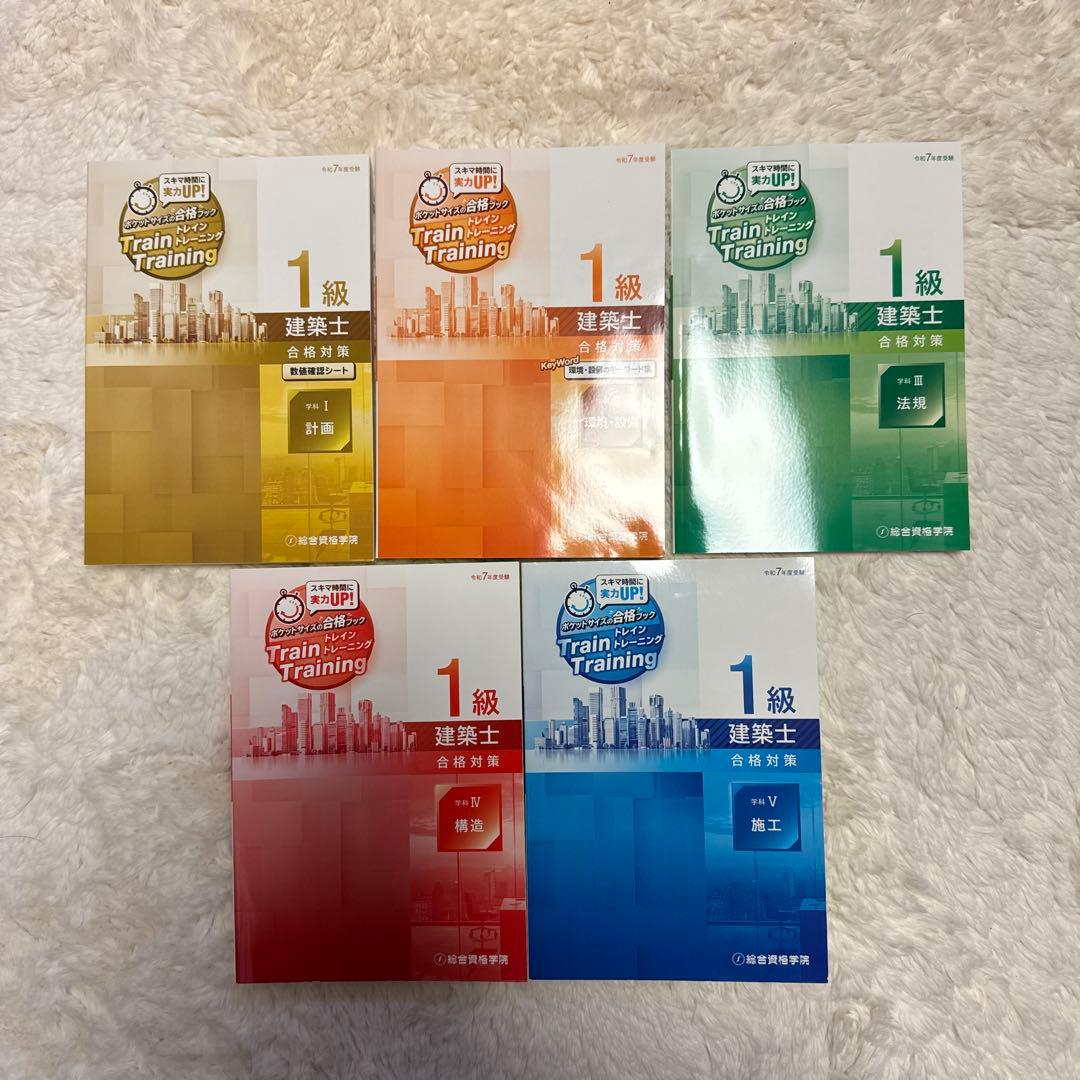 令和7年度受験
スキマ時間に
実力UP!
ポケットサイズの合格ブック
Train トレイン
Training トレーニング
1級
建築士
合格対策
数値確認シート
学科 I
計画
総合資格学院
令和7年度受験
スキマ時間に
実力UP!
ポケットサイズの合格ブック
Train トレイン
Training トレーニング
1級
建築士
合格対策
KeyWord
環境・設備のキーワード集
環境・設備
令和7年度受験
スキマ時間に
実力UP!
ポケットサイズの合格ブック
Train トレイン
Training トレーニング
1級
建築士
合格対策
学科 III
法規
総合資格学院
令和7年度受験
スキマ時間に
実力UP!
ポケットサイズの合格ブック
Train トレイン
Training トレーニング
1級
建築士
合格対策
学科 IV
構造
総合資格学院
令和7年度受験
スキマ時間に
実力UP!
ポケットサイズの合格ブック
Train トレイン
Training トレーニング
1級
建築士
合格対策
学科 V
施工
総合資格学院